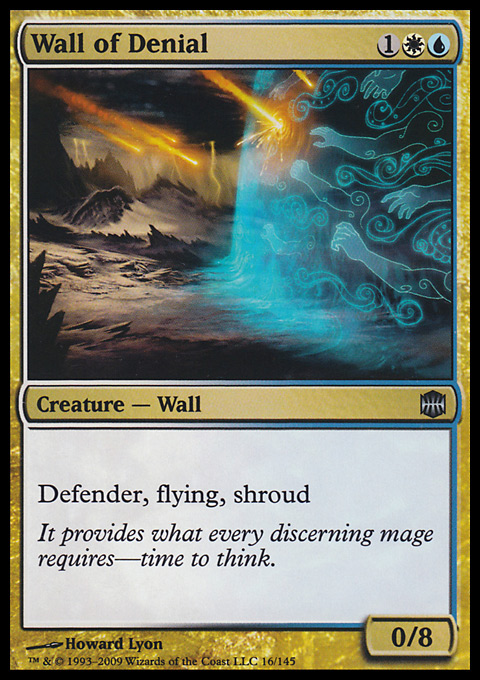 Wall of Denial 1
Creature — Wall
Defender, flying, shroud
It provides what every discerning mage
requires—time to think.
Howard Lyon
0/8
™ & © 1993–2009 Wizards of the Coast LLC 16/145